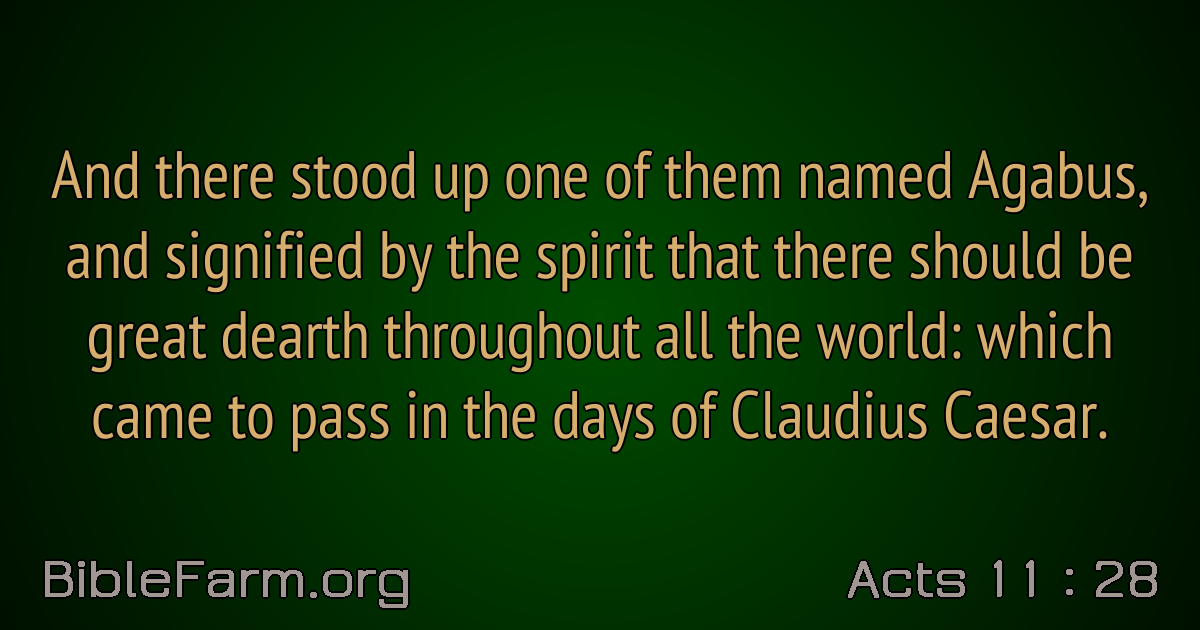 And there stood up one of them named Agabus,
and signified by the spirit that there should be
great dearth throughout all the world: which
came to pass in the days of Claudius Caesar.
BibleFarm.org
Acts 11 : 28